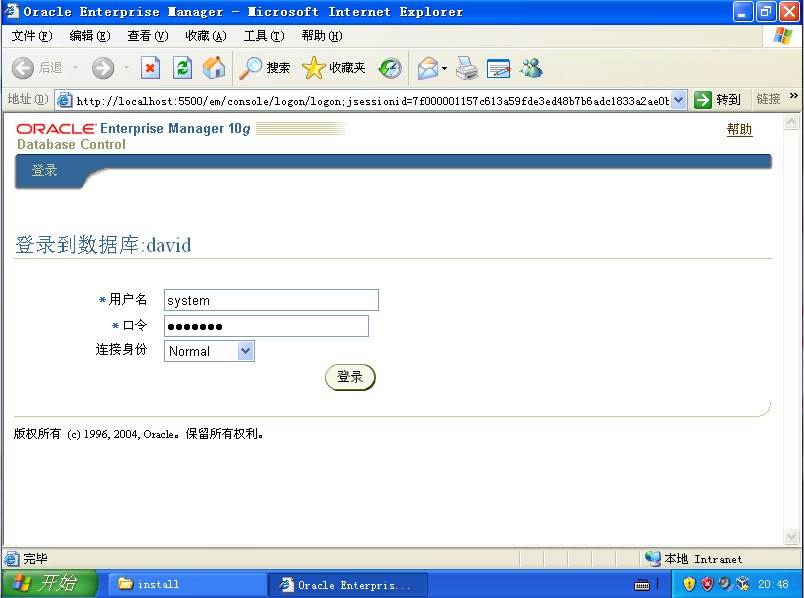 Oracle Enterprise Manager - Microsoft Internet Explorer
文件(F) 编辑(E) 查看(V) 收藏(A) 工具(T) 帮助(H)
后退 搜索 收藏夹
地址(D) http://localhost:5500/em/console/logon/logon;jsessionid=7f000001157c613a59fde3ed48b7b6adc1833a2ae0b 转到 链接 »
ORACLE Enterprise Manager 10g 帮助
Database Control
登录
登录到数据库:david
*用户名 system
*口令 ●●●●●●●
连接身份 Normal
登录
版权所有 (c) 1996, 2004, Oracle。保留所有权利。
完毕 本地 Intranet
开始 install Oracle Enterpris... 20:48